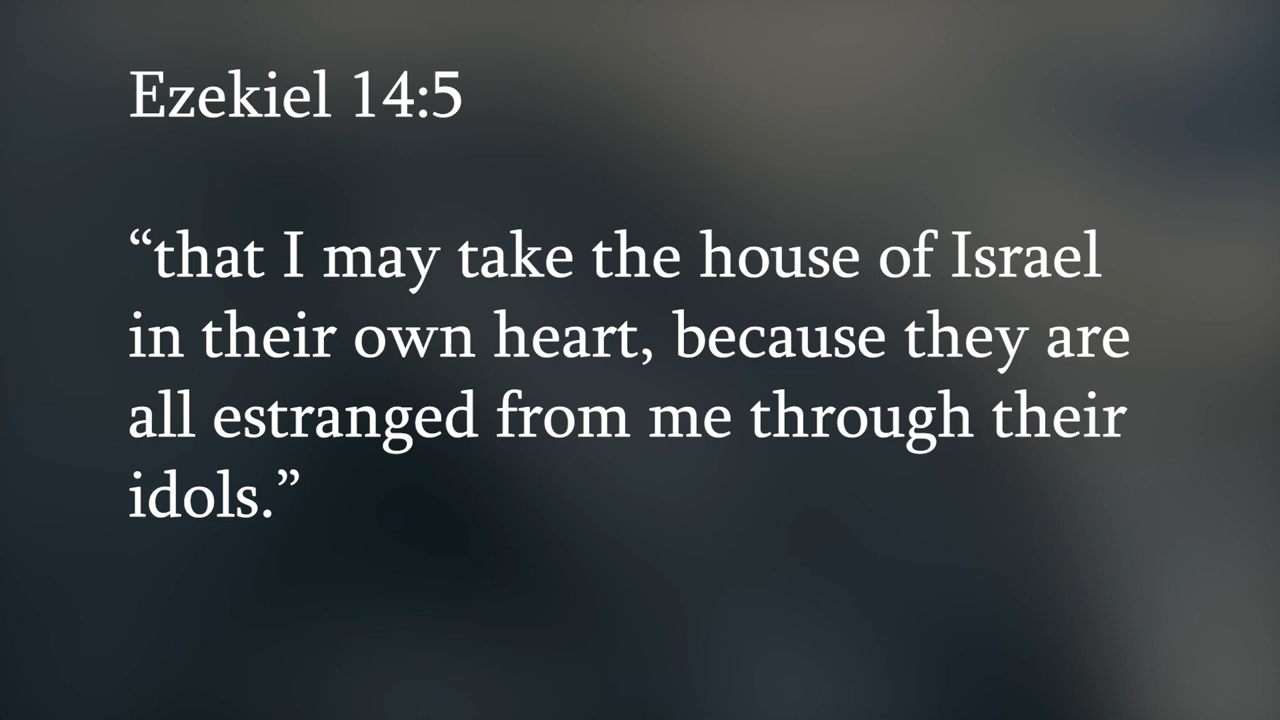 Ezekiel 14:5
“that I may take the house of Israel
in their own heart, because they are
all estranged from me through their
idols.”